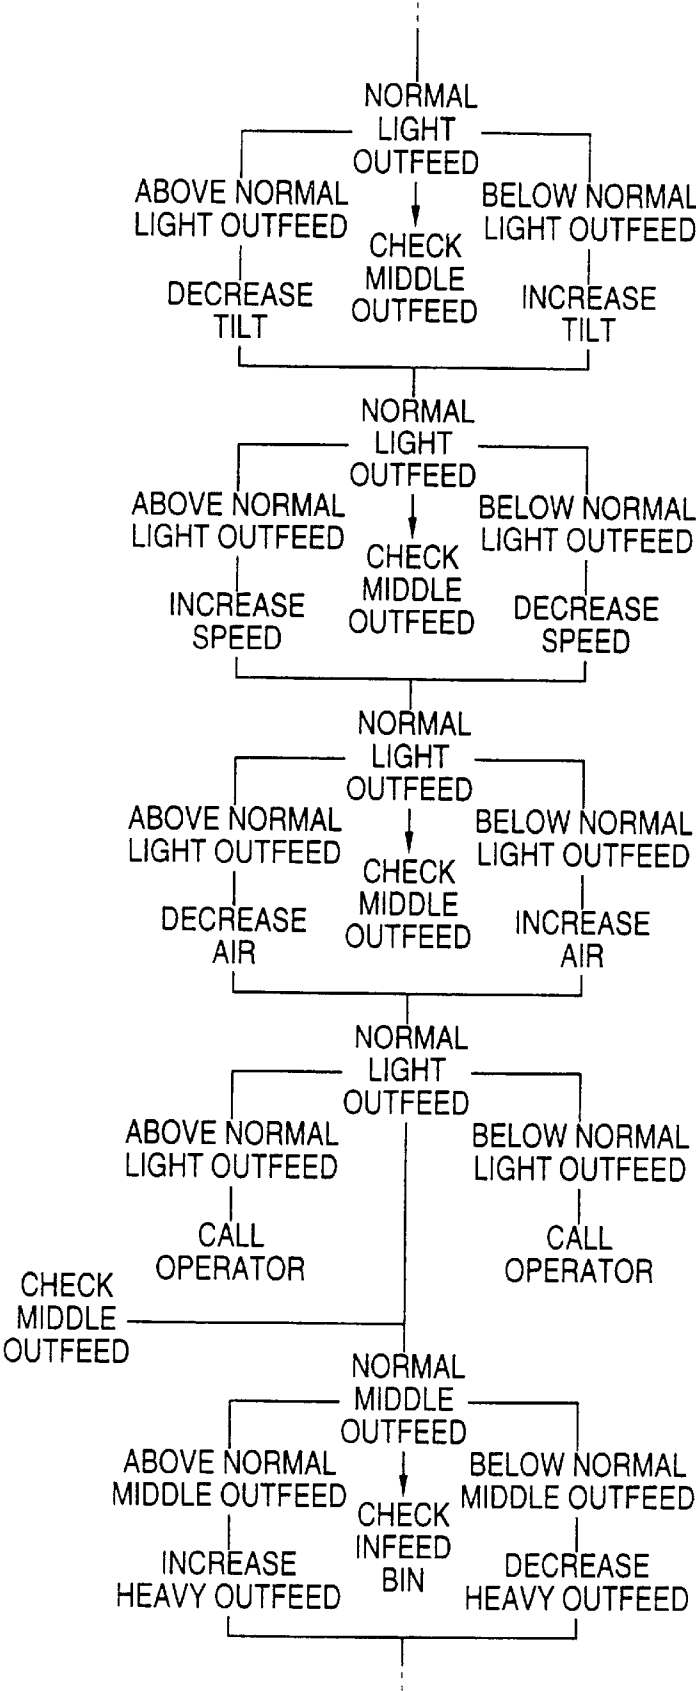 NORMAL
LIGHT
OUTFEED
ABOVE NORMAL
LIGHT OUTFEED
BELOW NORMAL
LIGHT OUTFEED
CHECK
MIDDLE
OUTFEED
DECREASE
TILT
INCREASE
TILT
NORMAL
LIGHT
OUTFEED
ABOVE NORMAL
LIGHT OUTFEED
BELOW NORMAL
LIGHT OUTFEED
CHECK
MIDDLE
OUTFEED
INCREASE
SPEED
DECREASE
SPEED
NORMAL
LIGHT
OUTFEED
ABOVE NORMAL
LIGHT OUTFEED
BELOW NORMAL
LIGHT OUTFEED
CHECK
MIDDLE
OUTFEED
DECREASE
AIR
INCREASE
AIR
NORMAL
LIGHT
OUTFEED
ABOVE NORMAL
LIGHT OUTFEED
BELOW NORMAL
LIGHT OUTFEED
CALL
OPERATOR
CALL
OPERATOR
CHECK
MIDDLE
OUTFEED
NORMAL
MIDDLE
OUTFEED
ABOVE NORMAL
MIDDLE OUTFEED
BELOW NORMAL
MIDDLE OUTFEED
CHECK
INFEED
BIN
INCREASE
HEAVY OUTFEED
DECREASE
HEAVY OUTFEED